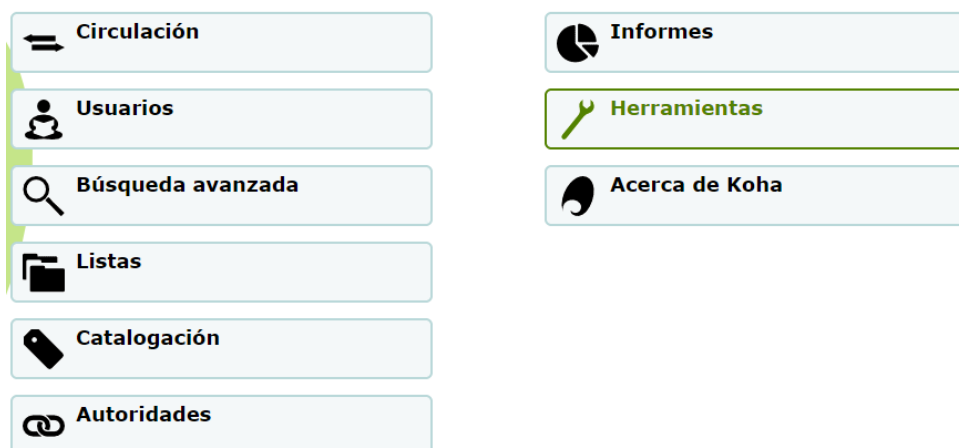 Circulación
Usuarios
Búsqueda avanzada
Listas
Catalogación
Autoridades
Informes
Herramientas
Acerca de Koha